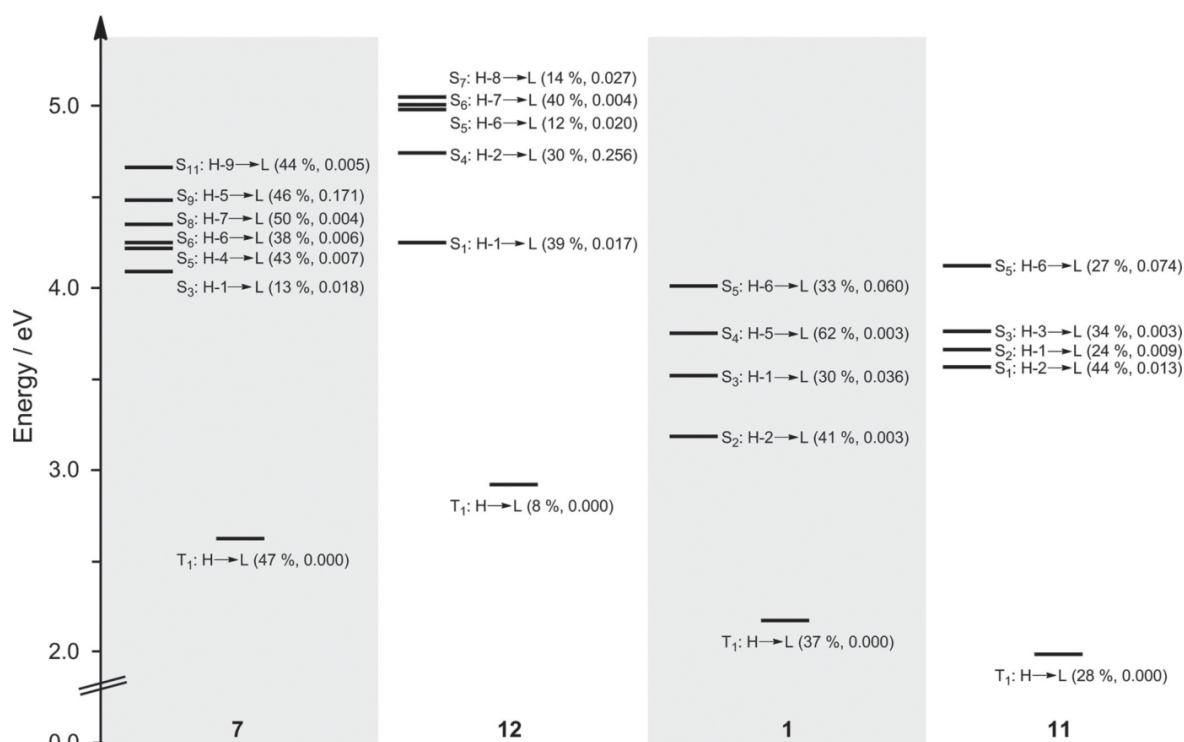 Energy / eV
5.0
4.0
3.0
2.0
0.0
S₁₁: H-9→L (44 %, 0.005)
S₉: H-5→L (46 %, 0.171)
S₈: H-7→L (50 %, 0.004)
S₆: H-6→L (38 %, 0.006)
S₅: H-4→L (43 %, 0.007)
S₃: H-1→L (13 %, 0.018)
T₁: H→L (47 %, 0.000)
7
S₇: H-8→L (14 %, 0.027)
S₆: H-7→L (40 %, 0.004)
S₅: H-6→L (12 %, 0.020)
S₄: H-2→L (30 %, 0.256)
S₁: H-1→L (39 %, 0.017)
T₁: H→L (8 %, 0.000)
12
S₅: H-6→L (33 %, 0.060)
S₄: H-5→L (62 %, 0.003)
S₃: H-1→L (30 %, 0.036)
S₂: H-2→L (41 %, 0.003)
T₁: H→L (37 %, 0.000)
1
S₅: H-6→L (27 %, 0.074)
S₃: H-3→L (34 %, 0.003)
S₂: H-1→L (24 %, 0.009)
S₁: H-2→L (44 %, 0.013)
T₁: H→L (28 %, 0.000)
11